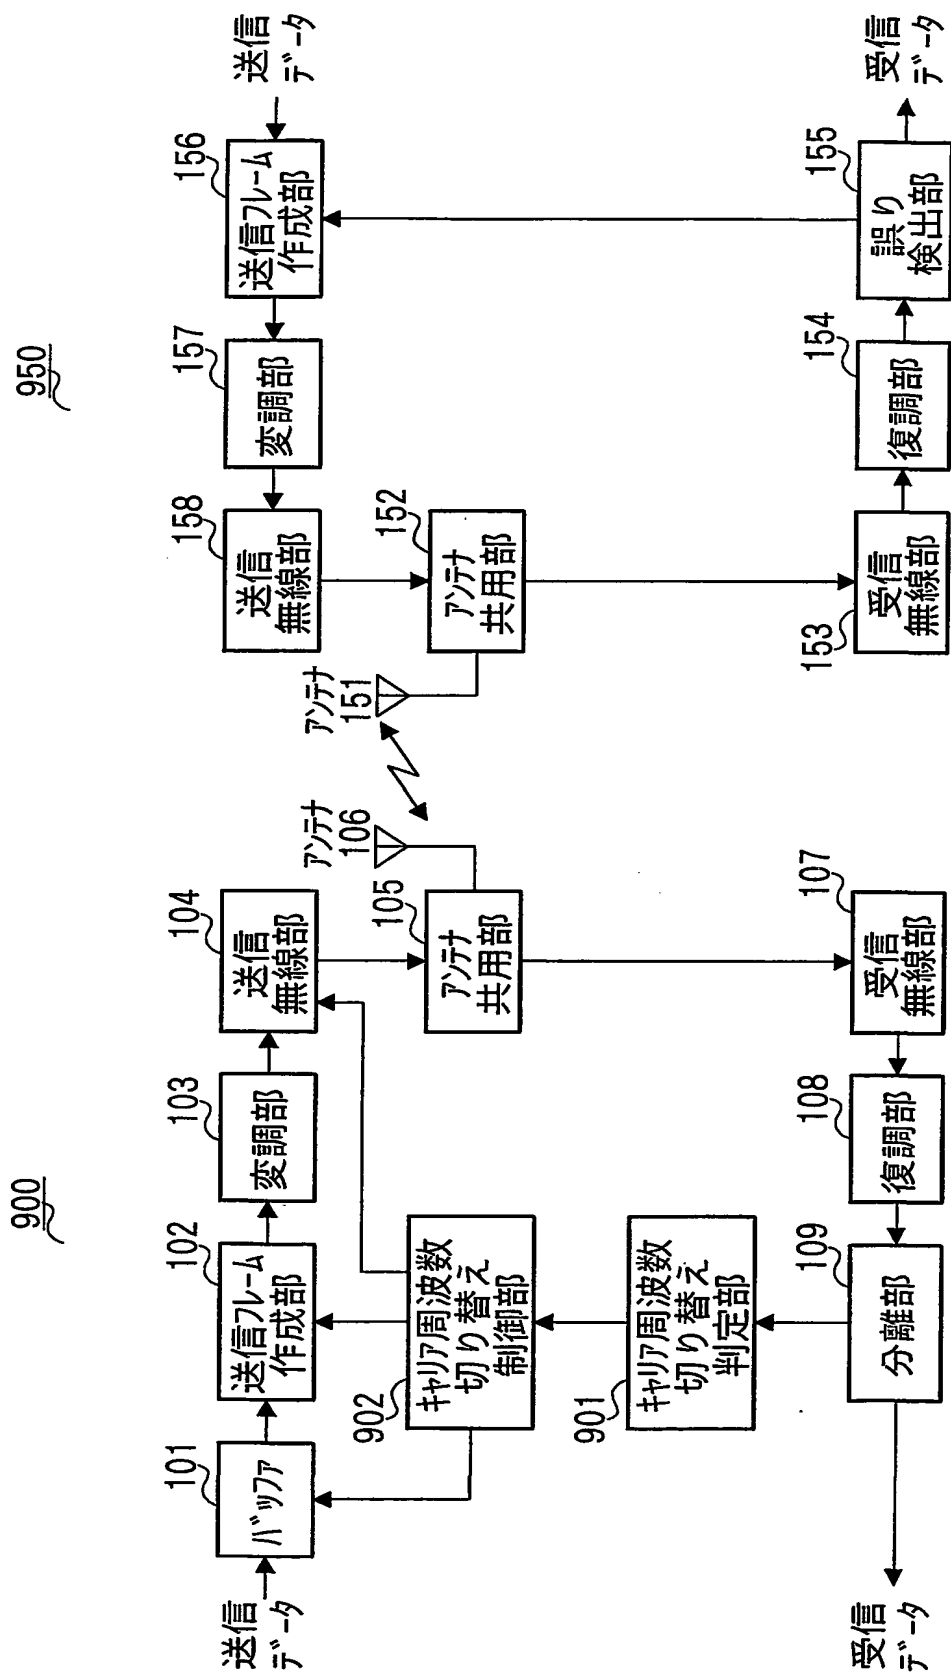 900
送信
データ
101
バッファ
102
送信フレーム
作成部
103
変調部
104
送信
無線部
105
アンテナ
共用部
アンテナ
106
902
キャリア周波数
切り替え
制御部
901
キャリア周波数
切り替え
判定部
107
受信
無線部
108
復調部
109
分離部
受信
データ
950
送信
データ
156
送信フレーム
作成部
157
変調部
158
送信
無線部
152
アンテナ
共用部
アンテナ
151
153
受信
無線部
154
復調部
155
誤り
検出部
受信
データ